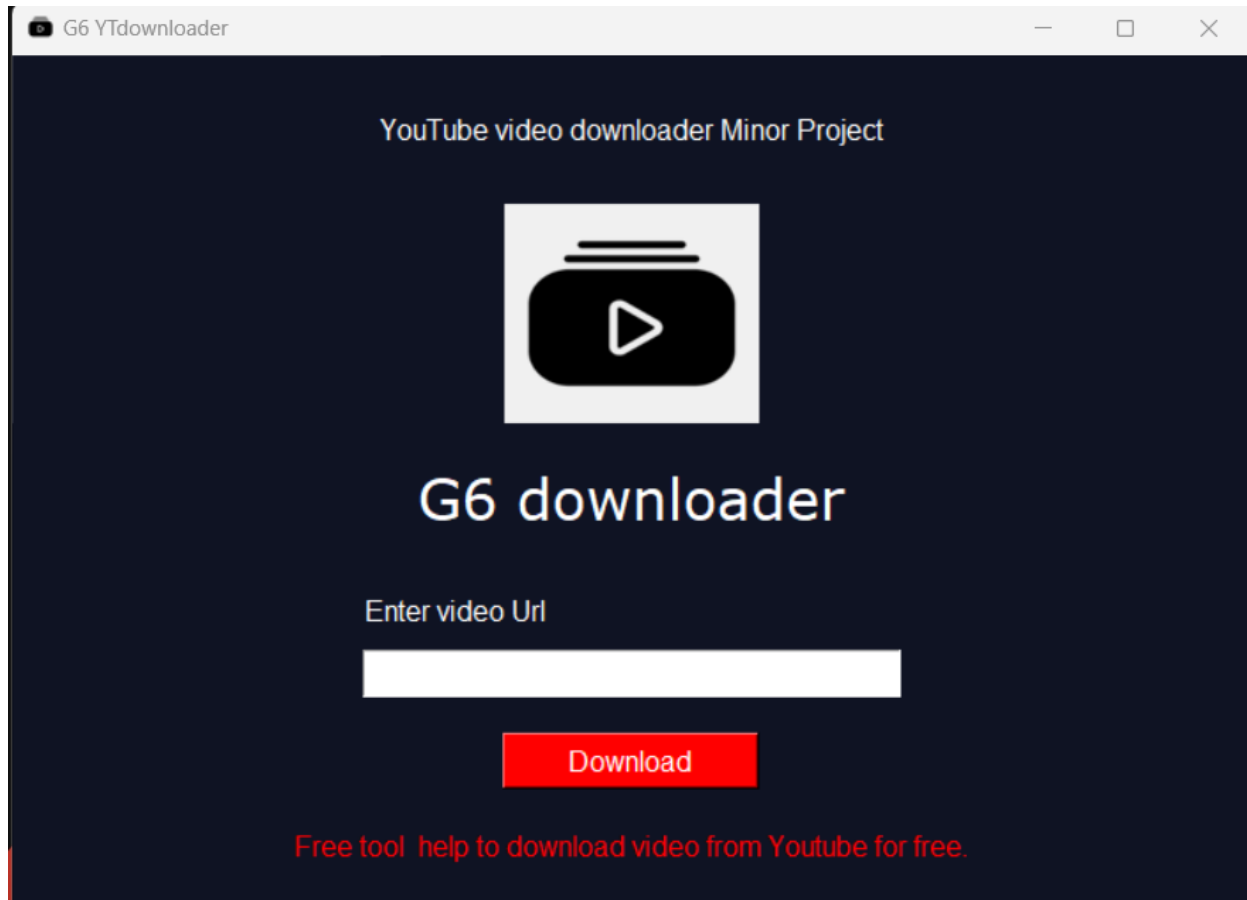 G6 YTdownloader
YouTube video downloader Minor Project
G6 downloader
Enter video Url
Download
Free tool  help to download video from Youtube for free.